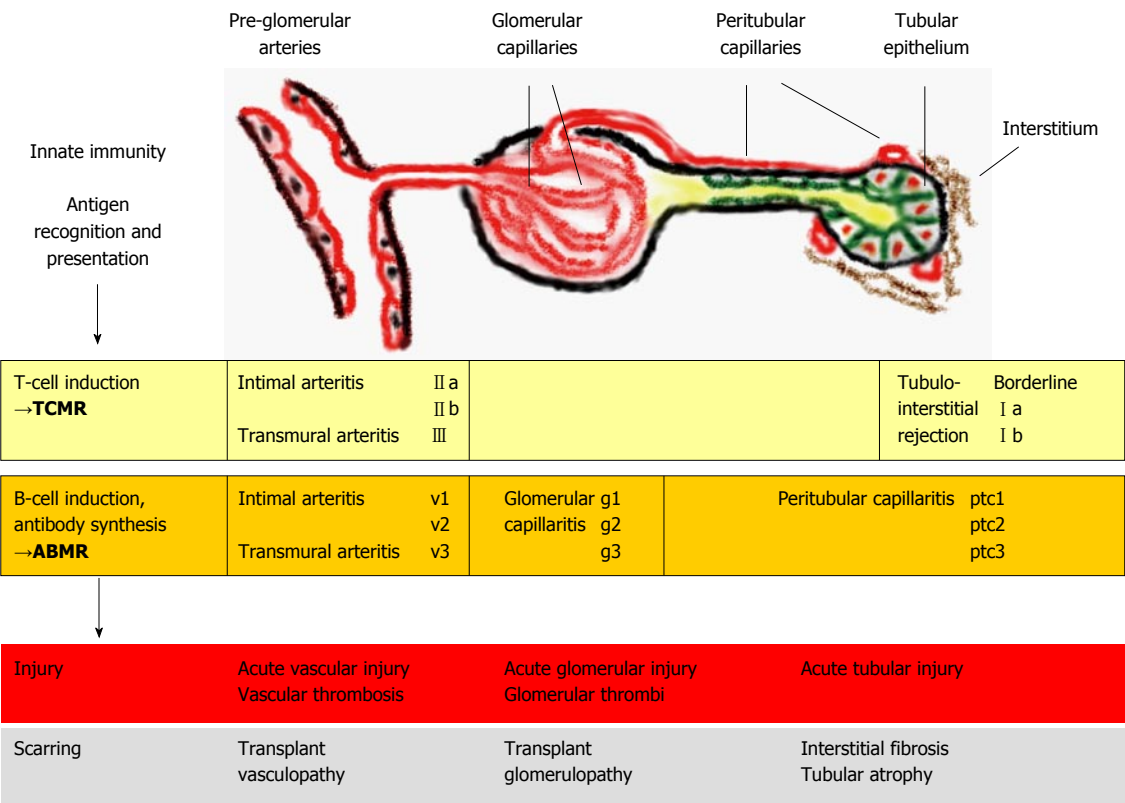 Pre-glomerular
arteries
Glomerular
capillaries
Peritubular
capillaries
Tubular
epithelium
Interstitium
Innate immunity
Antigen
recognition and
presentation
T-cell induction
→TCMR
Intimal arteritis Ⅱa
Ⅱb
Transmural arteritis Ⅲ
Tubulo- Borderline
interstitial Ⅰa
rejection Ⅰb
B-cell induction,
antibody synthesis
→ABMR
Intimal arteritis v1
v2
Transmural arteritis v3
Glomerular g1
capillaritis g2
g3
Peritubular capillaritis ptc1
ptc2
ptc3
Injury
Acute vascular injury
Vascular thrombosis
Acute glomerular injury
Glomerular thrombi
Acute tubular injury
Scarring
Transplant
vasculopathy
Transplant
glomerulopathy
Interstitial fibrosis
Tubular atrophy